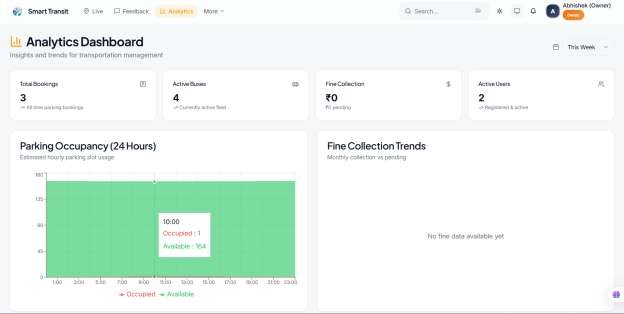 Smart Transit
Live
Feedback
Analytics
More
Search...
A
Abhishek (Owner)
Owner
Analytics Dashboard
Insights and trends for transportation management
This Week
Total Bookings
3
All time parking bookings
Active Buses
4
Currently active fleet
Fine Collection
₹0
₹0 pending
Active Users
2
Registered & active
Parking Occupancy (24 Hours)
Estimated hourly parking slot usage
180
135
90
45
0
10:00
Occupied : 1
Available : 164
1:00 3:00 5:00 7:00 9:00 11:00 13:00 15:00 17:00 19:00 21:00 23:00
Occupied Available
Fine Collection Trends
Monthly collection vs pending
No fine data available yet